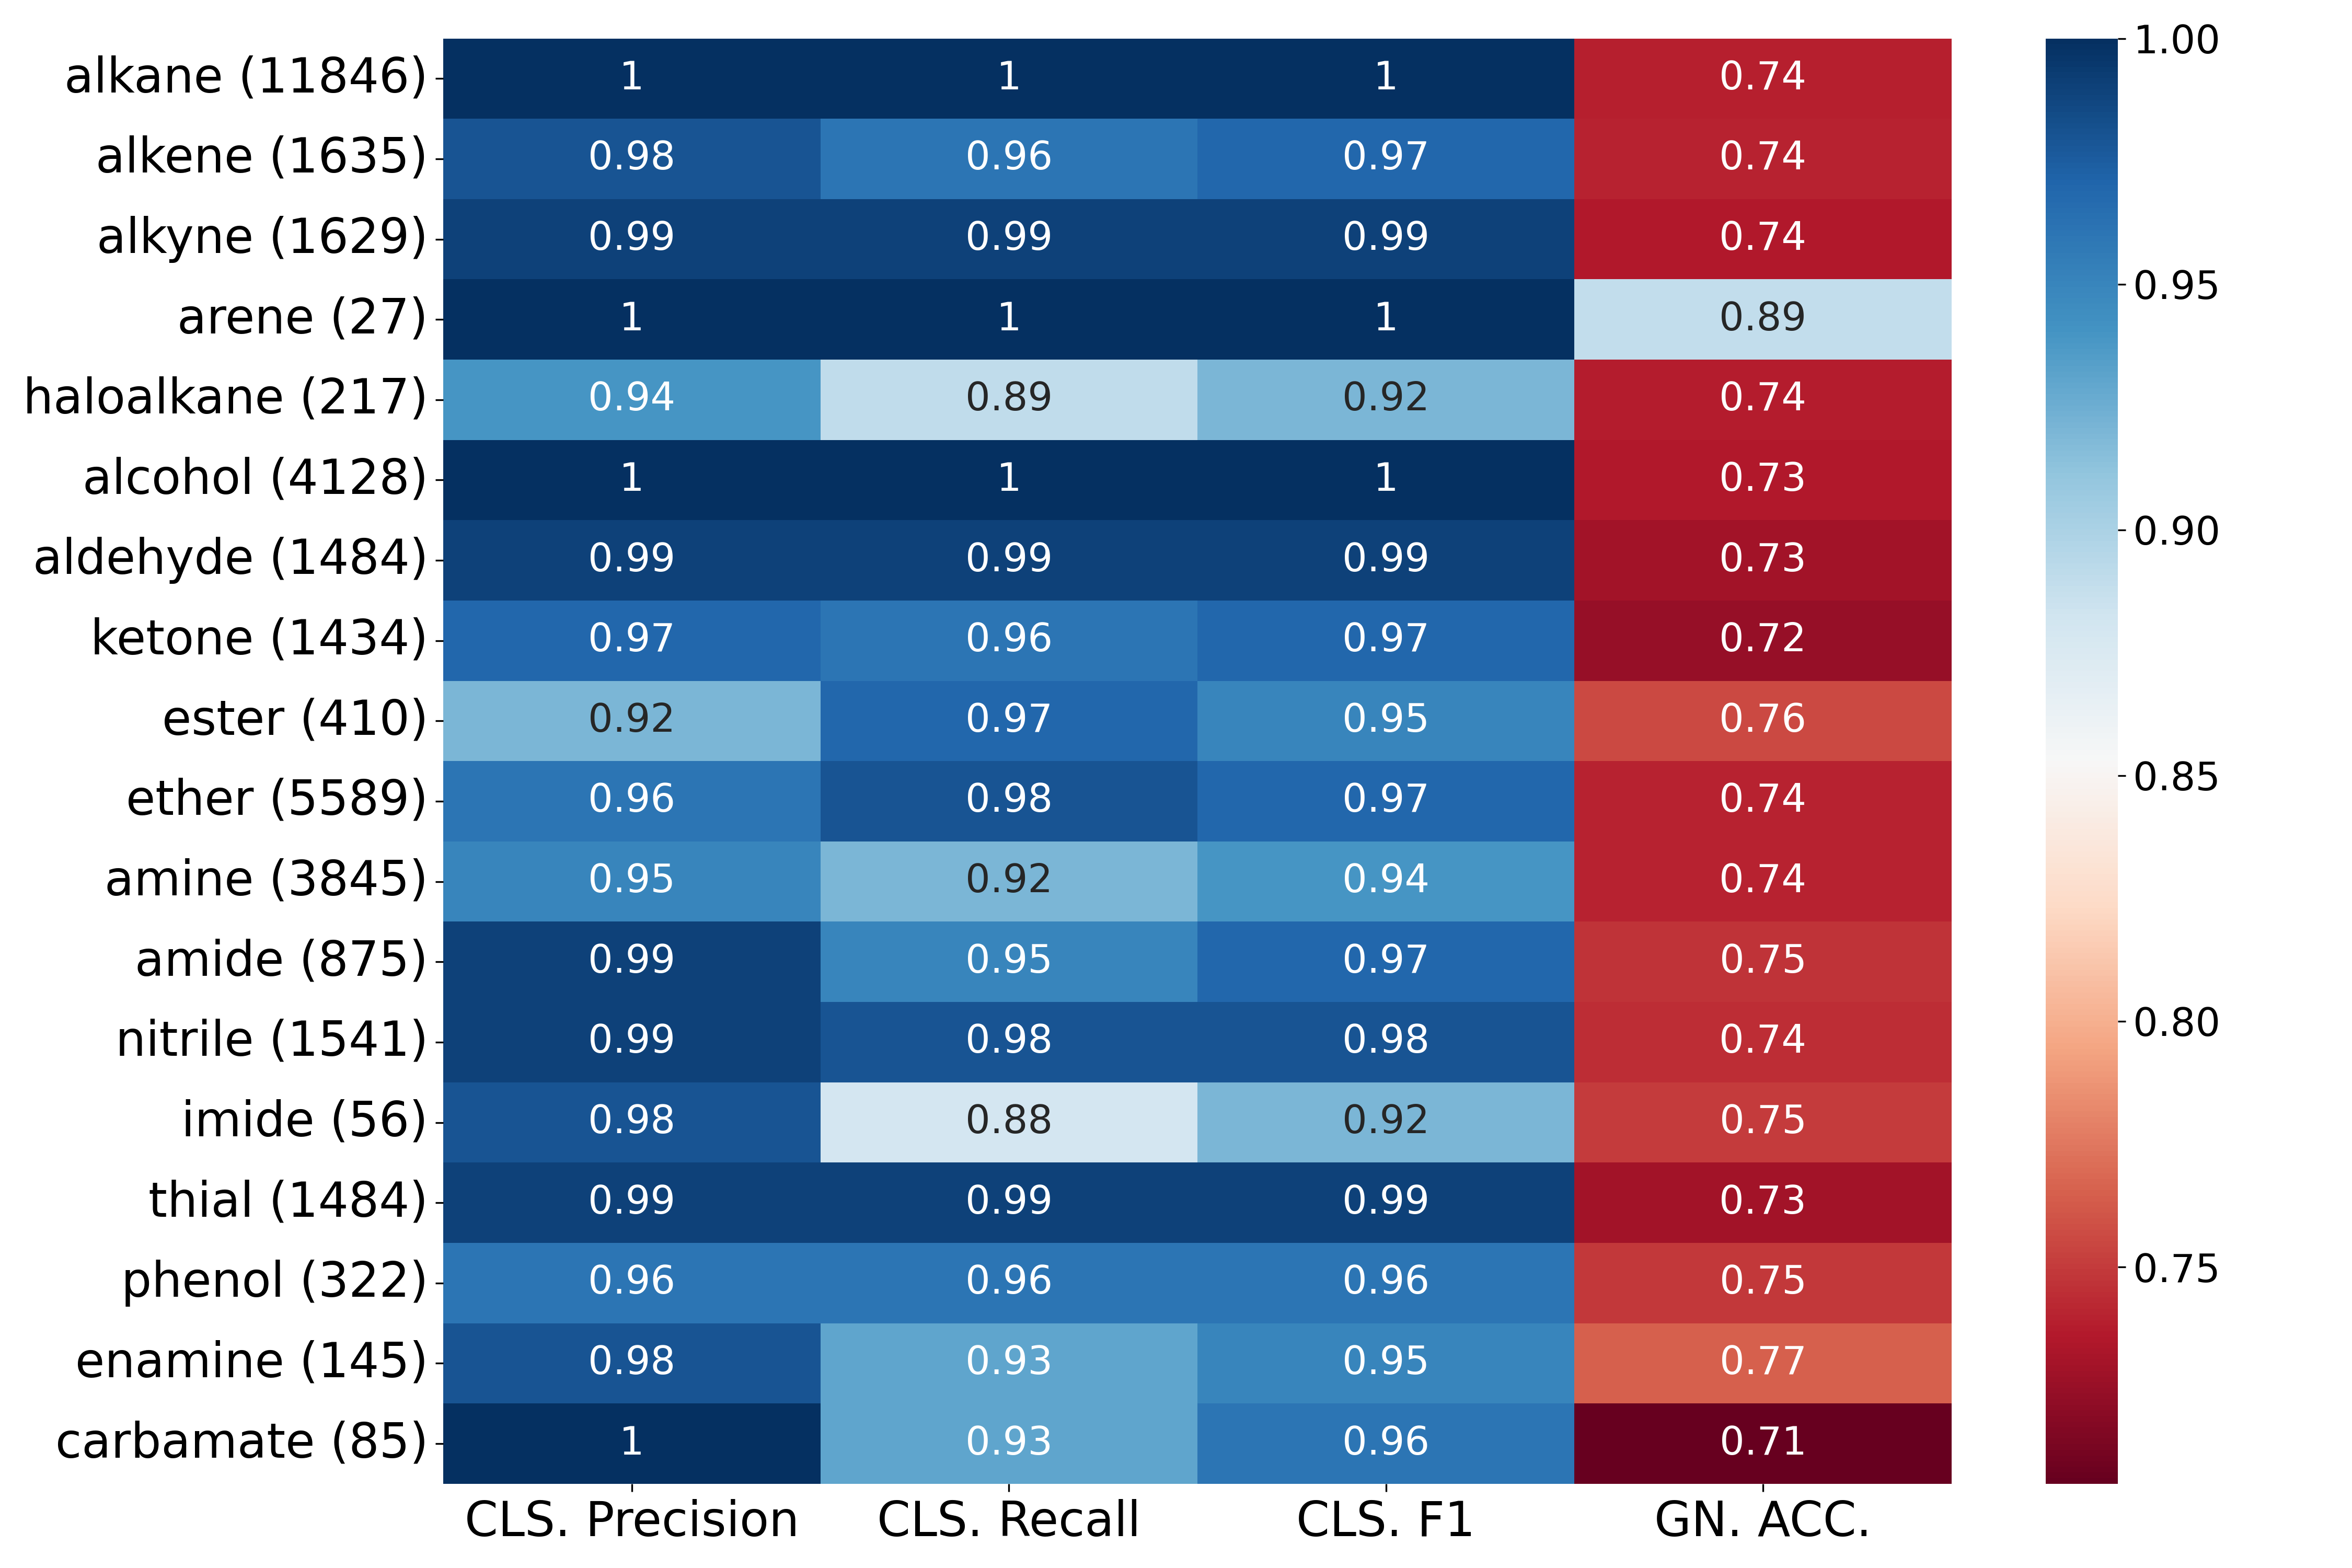 alkane (11846) 1 1 1 0.74
alkene (1635) 0.98 0.96 0.97 0.74
alkyne (1629) 0.99 0.99 0.99 0.74
arene (27) 1 1 1 0.89
haloalkane (217) 0.94 0.89 0.92 0.74
alcohol (4128) 1 1 1 0.73
aldehyde (1484) 0.99 0.99 0.99 0.73
ketone (1434) 0.97 0.96 0.97 0.72
ester (410) 0.92 0.97 0.95 0.76
ether (5589) 0.96 0.98 0.97 0.74
amine (3845) 0.95 0.92 0.94 0.74
amide (875) 0.99 0.95 0.97 0.75
nitrile (1541) 0.99 0.98 0.98 0.74
imide (56) 0.98 0.88 0.92 0.75
thial (1484) 0.99 0.99 0.99 0.73
phenol (322) 0.96 0.96 0.96 0.75
enamine (145) 0.98 0.93 0.95 0.77
carbamate (85) 1 0.93 0.96 0.71
CLS. Precision CLS. Recall CLS. F1 GN. ACC.
1.00
0.95
0.90
0.85
0.80
0.75